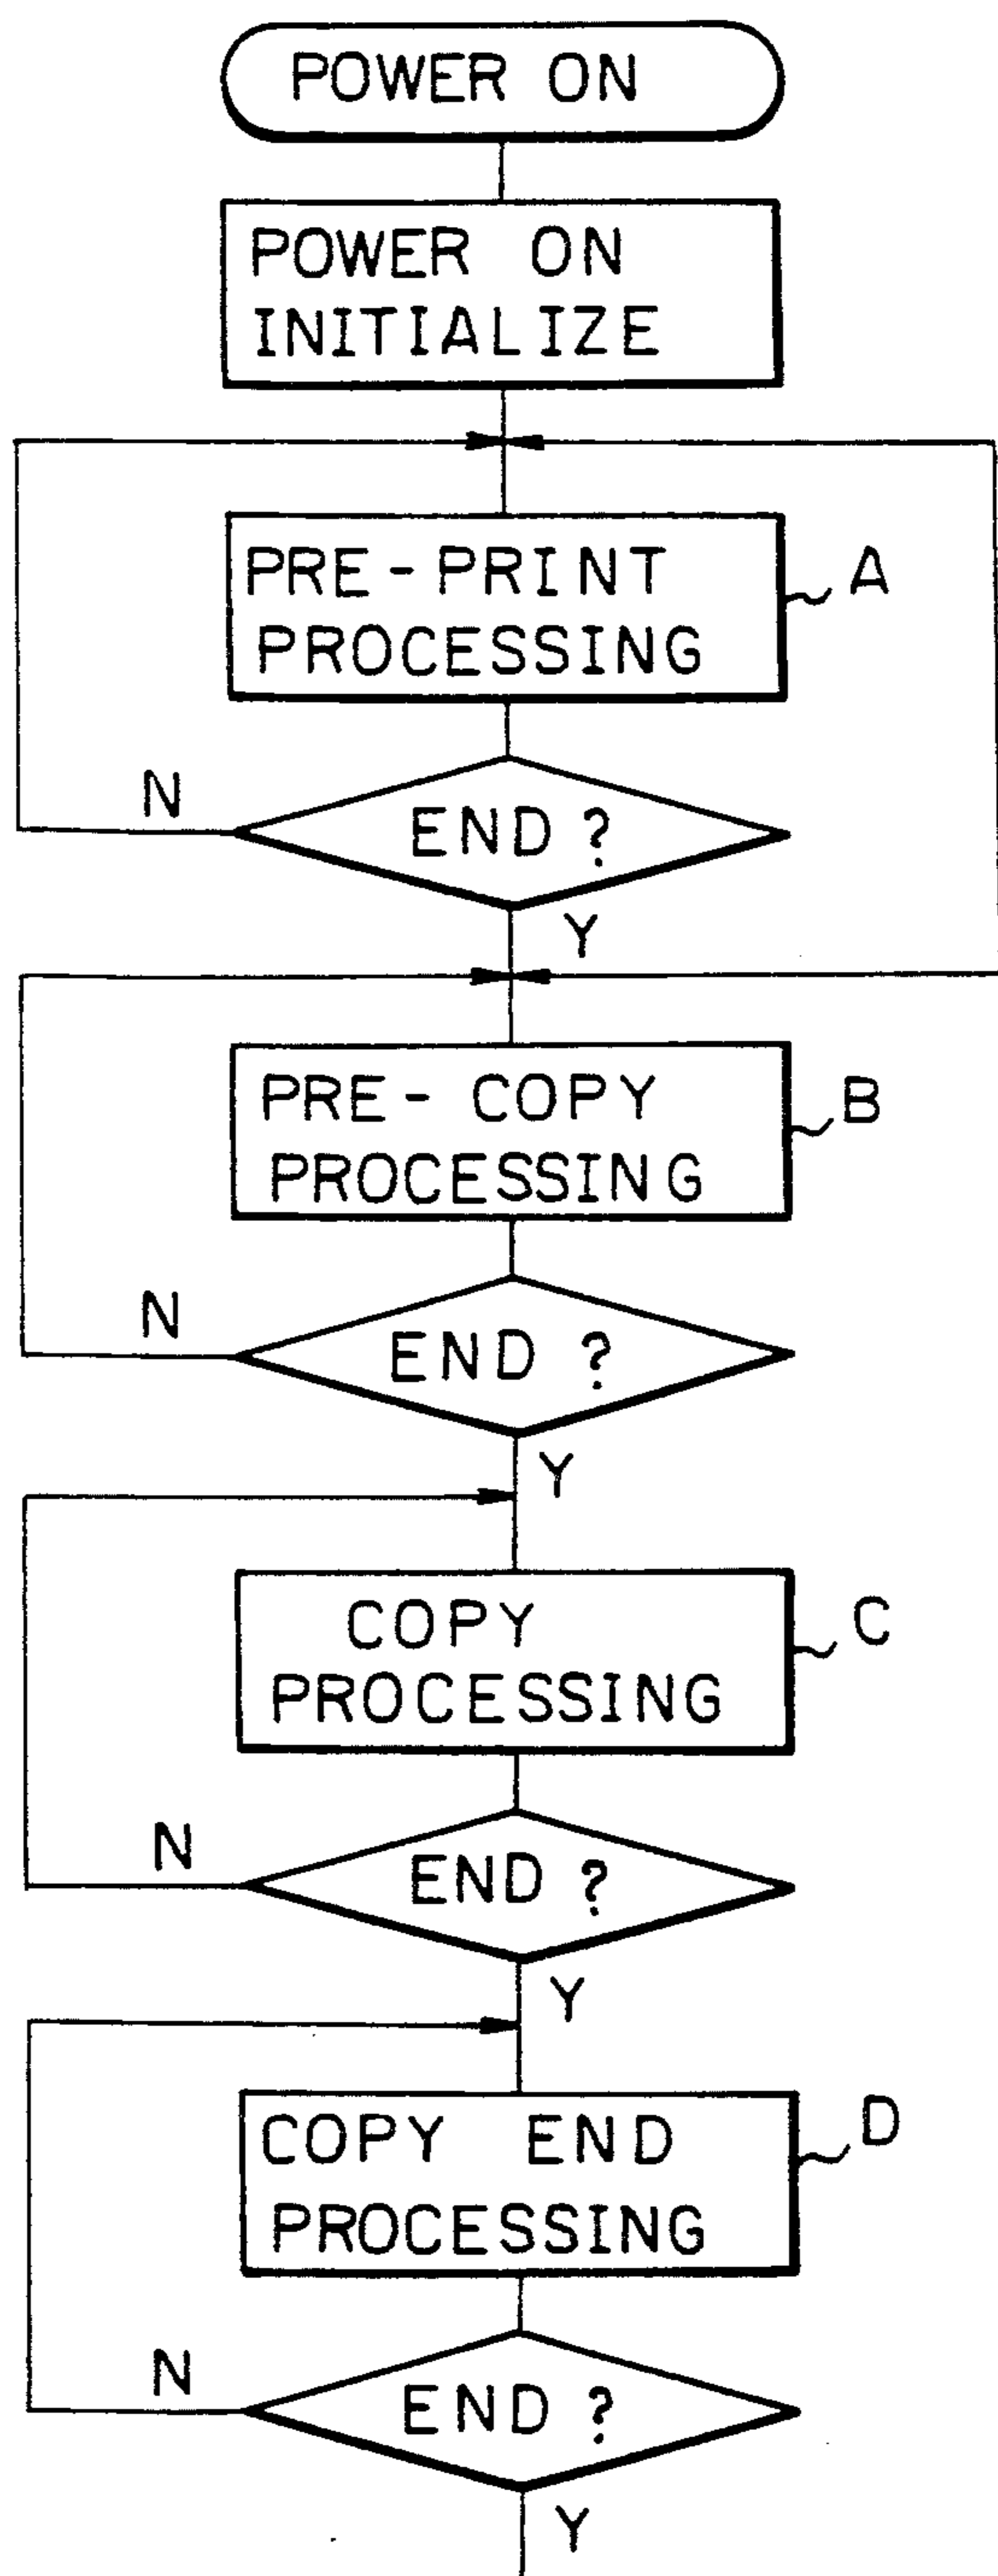 POWER ON
POWER ON
INITIALIZE
PRE-PRINT
PROCESSING
A
END ?
N
Y
PRE-COPY
PROCESSING
B
END ?
N
Y
COPY
PROCESSING
C
END ?
N
Y
COPY END
PROCESSING
D
END ?
N
Y